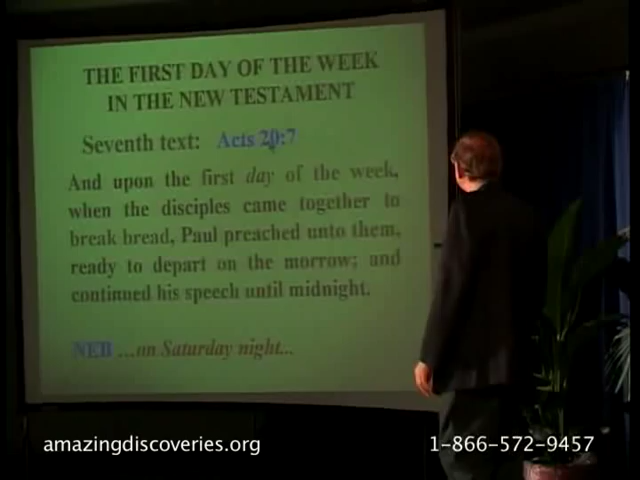 THE FIRST DAY OF THE WEEK
IN THE NEW TESTAMENT
Seventh text: Acts 20:7
And upon the first day of the week,
when the disciples came together to
break bread, Paul preached unto them,
ready to depart on the morrow; and
continued his speech until midnight.
NEB ...on Saturday night...
amazingdiscoveries.org
1-866-572-9457